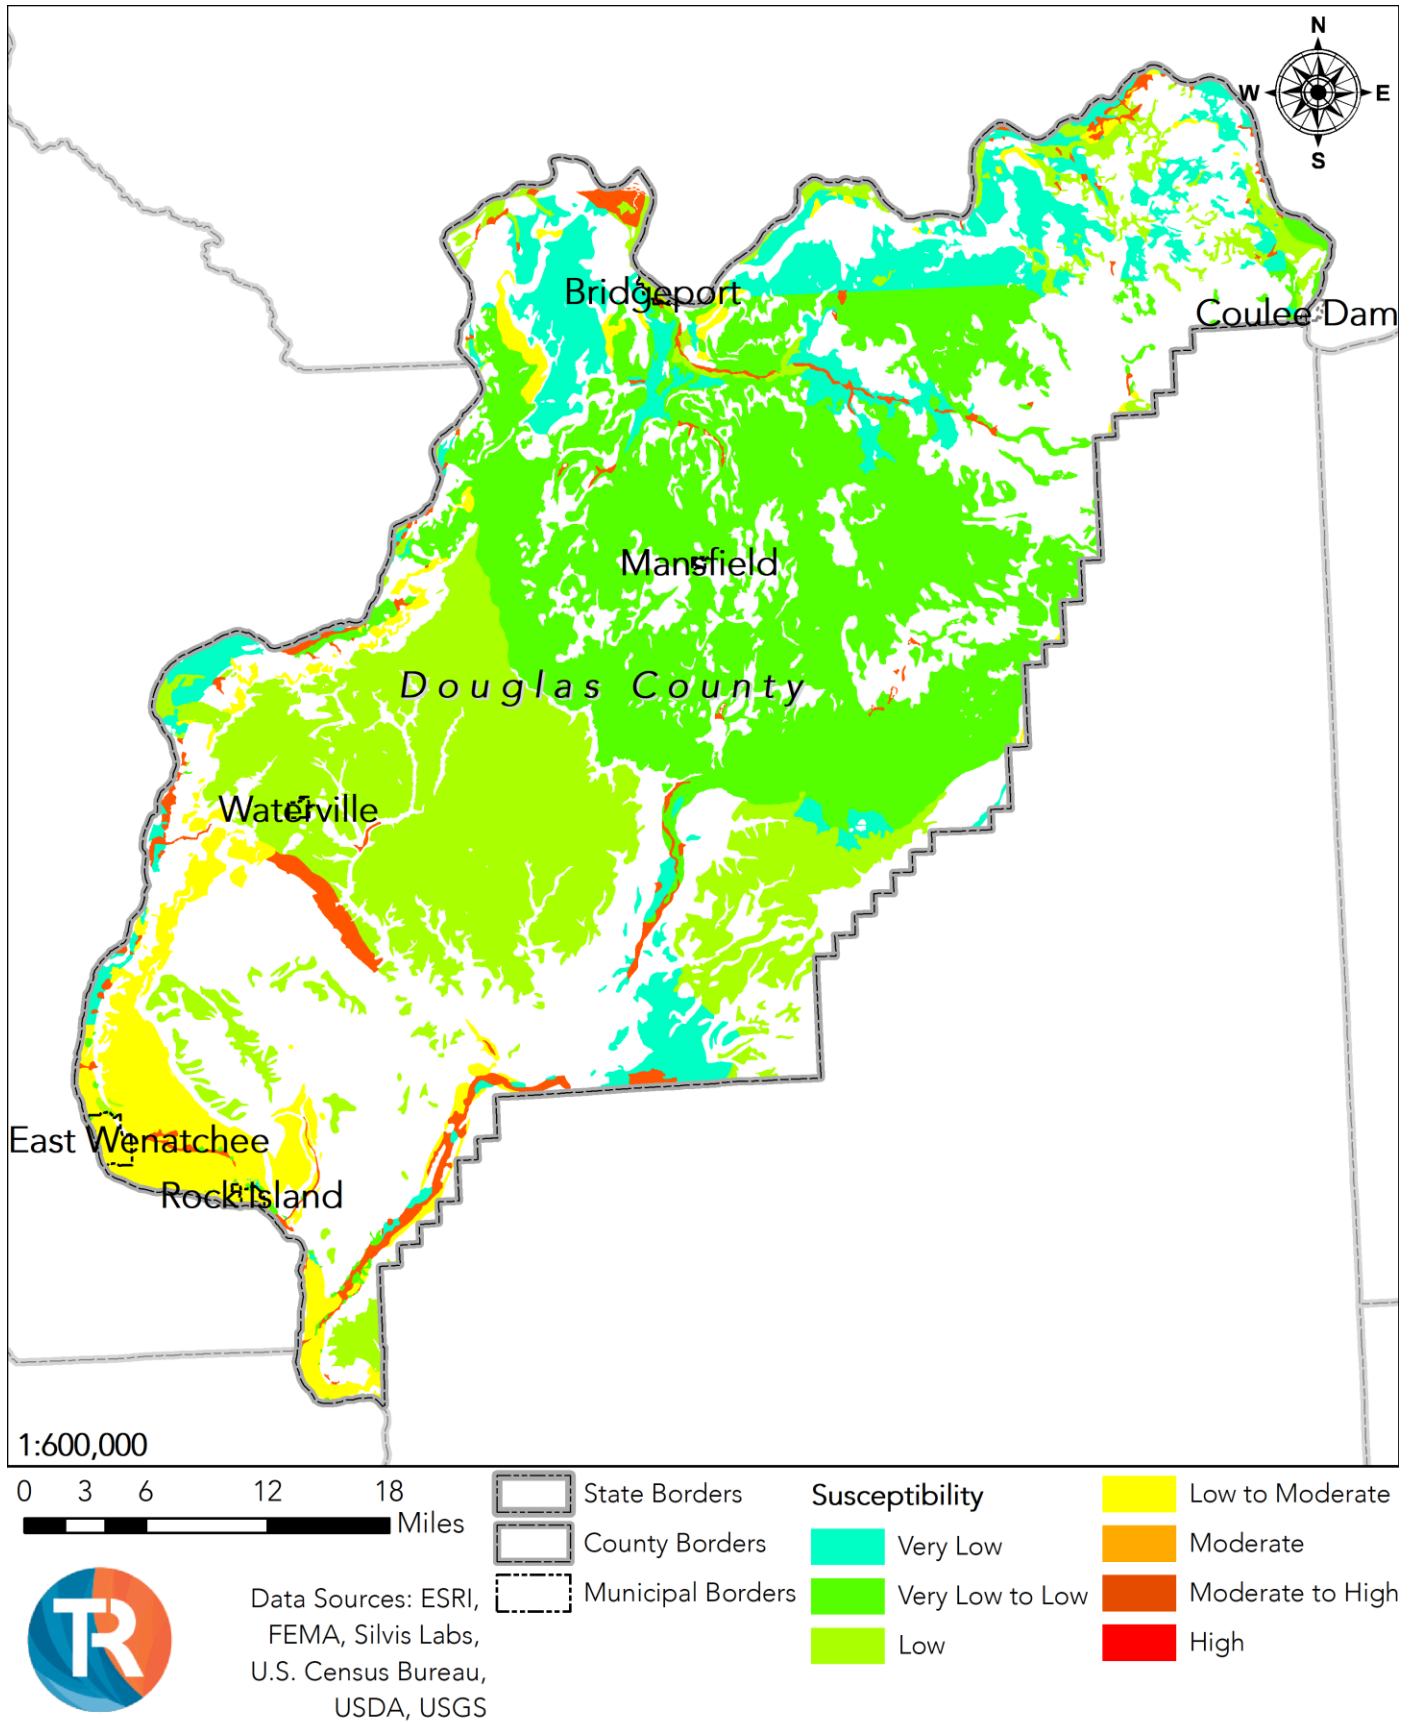 N
W E
S
Bridgeport
Coulee Dam
Mansfield
Douglas County
Waterville
East Wenatchee
Rock Island
1:600,000
0 3 6 12 18
Miles
State Borders
County Borders
Municipal Borders
Susceptibility
Very Low
Very Low to Low
Low
Low to Moderate
Moderate
Moderate to High
High
TR
Data Sources: ESRI,
FEMA, Silvis Labs,
U.S. Census Bureau,
USDA, USGS